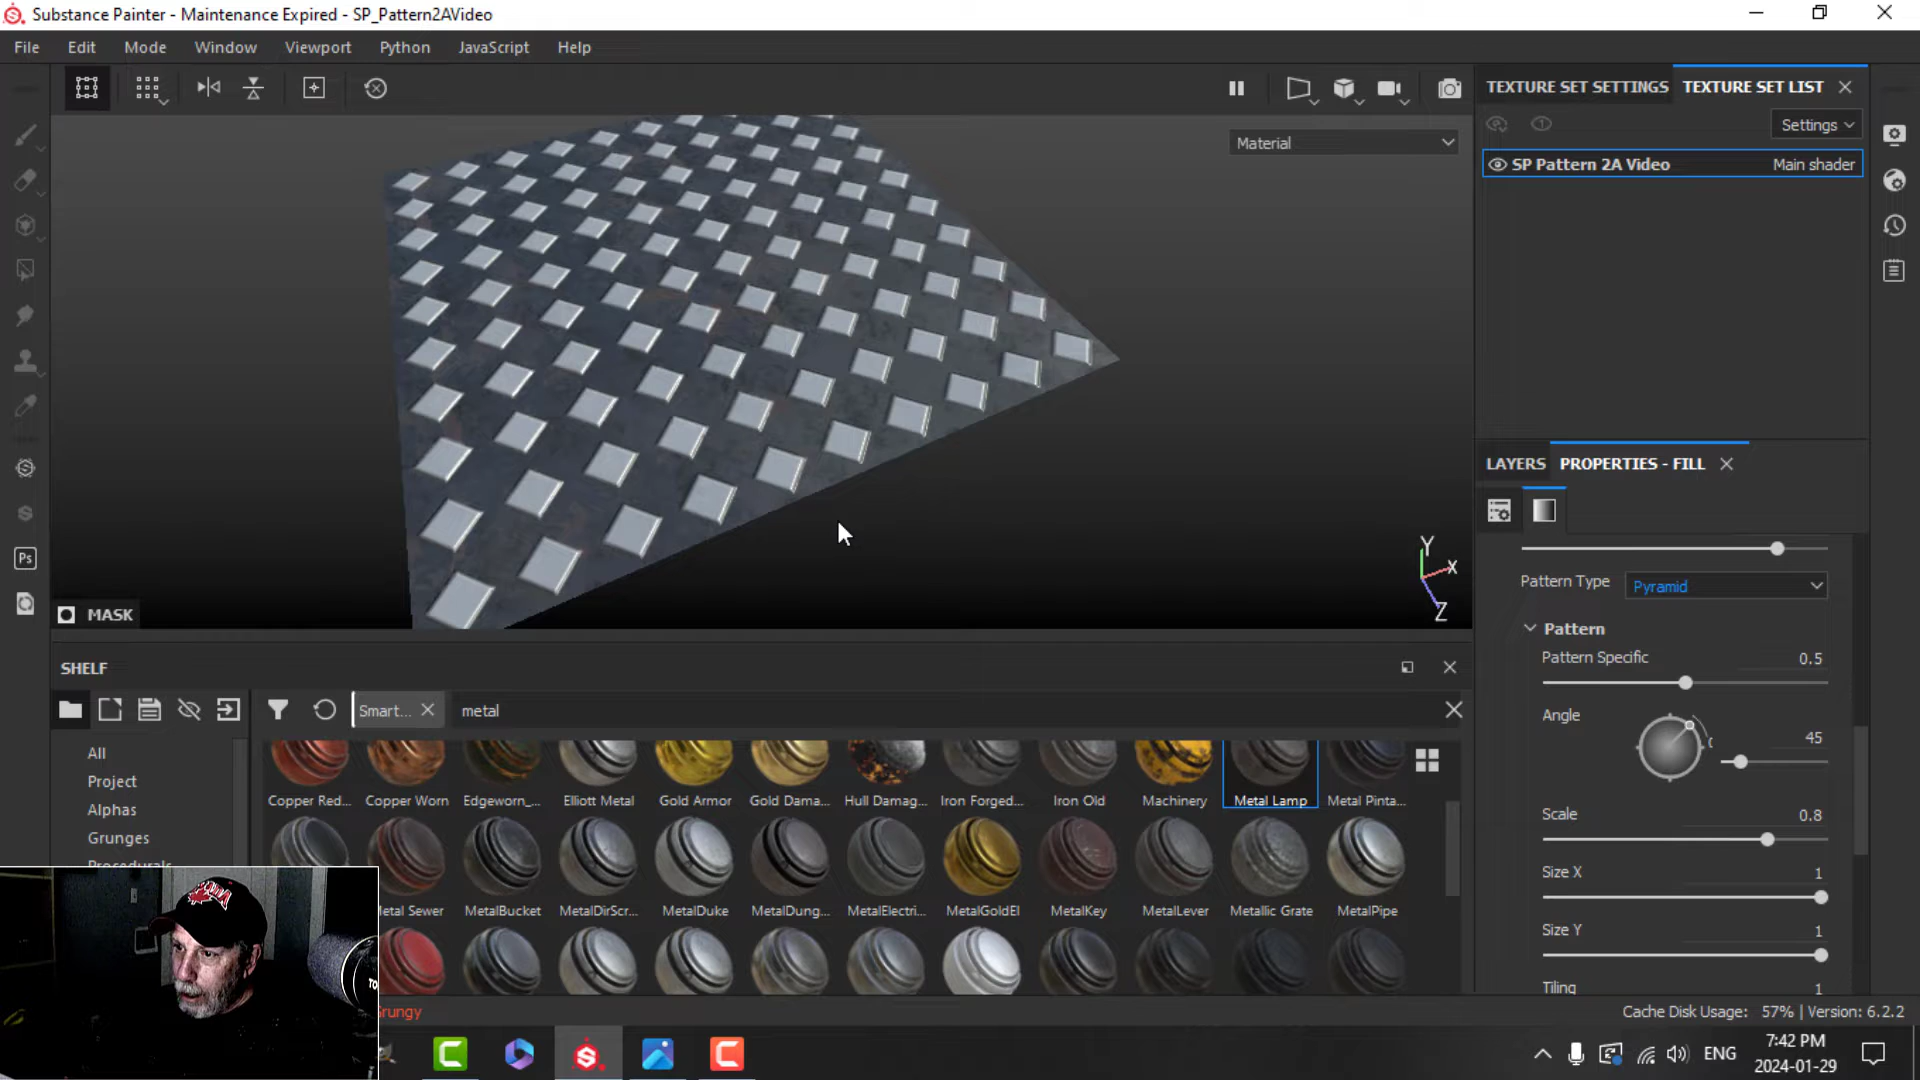 Substance Painter - Maintenance Expired - SP_Pattern2AVideo
File Edit Mode Window Viewport Python JavaScript Help
TEXTURE SET SETTINGS TEXTURE SET LIST
Settings
Material
SP Pattern 2A Video Main shader
LAYERS PROPERTIES - FILL
Y
X
Z
Pattern Type Pyramid
Pattern
Pattern Specific 0.5
Angle
45
Scale 0.8
Size X 1
Size Y 1
Tiling 1
Ps
MASK
SHELF
Smart... metal
All
Project
Alphas
Grunges
Procedurals
Copper Red... Copper Worn Edgeworn_... Elliott Metal Gold Armor Gold Dama... Hull Damag... Iron Forged... Iron Old Machinery Metal Lamp Metal Pinta...
Metal Sewer MetalBucket MetalDirScr... MetalDuke MetalDung... MetalElectri... MetalGoldEl MetalKey MetalLever Metallic Grate MetalPipe
Grungy
Cache Disk Usage: 57% | Version: 6.2.2
ENG
7:42 PM
2024-01-29